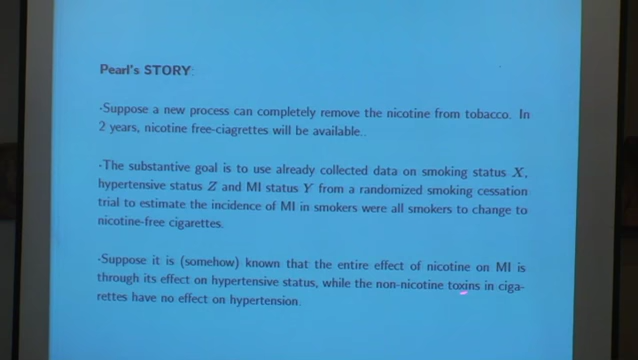 Pearl's STORY:
·Suppose a new process can completely remove the nicotine from tobacco. In
2 years, nicotine free-ciagrettes will be available..
·The substantive goal is to use already collected data on smoking status X,
hypertensive status Z and MI status Y from a randomized smoking cessation
trial to estimate the incidence of MI in smokers were all smokers to change to
nicotine-free cigarettes.
·Suppose it is (somehow) known that the entire effect of nicotine on MI is
through its effect on hypertensive status, while the non-nicotine toxins in ciga-
rettes have no effect on hypertension.